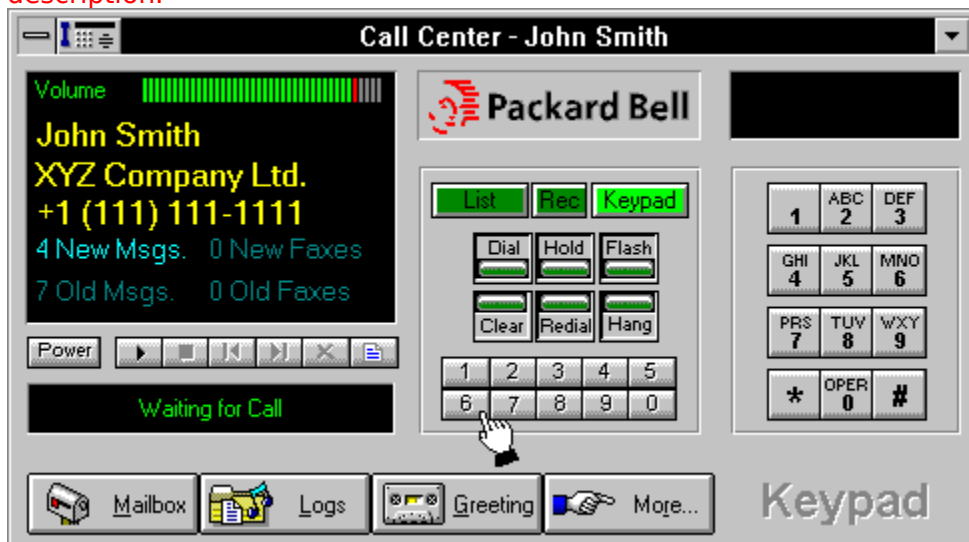 description.
Call Center - John Smith
Volume
John Smith
XYZ Company Ltd.
+1 (111) 111-1111
4 New Msgs. 0 New Faxes
7 Old Msgs. 0 Old Faxes
Power
Waiting for Call
Packard Bell
List Rec Keypad
Dial Hold Flash
Clear Redial Hang
1 2 3 4 5
6 7 8 9 0
ABC DEF
1 2 3
GHI JKL MNO
4 5 6
PRS TUV WXY
7 8 9
OPER
* 0 #
Mailbox Logs Greeting More...
Keypad